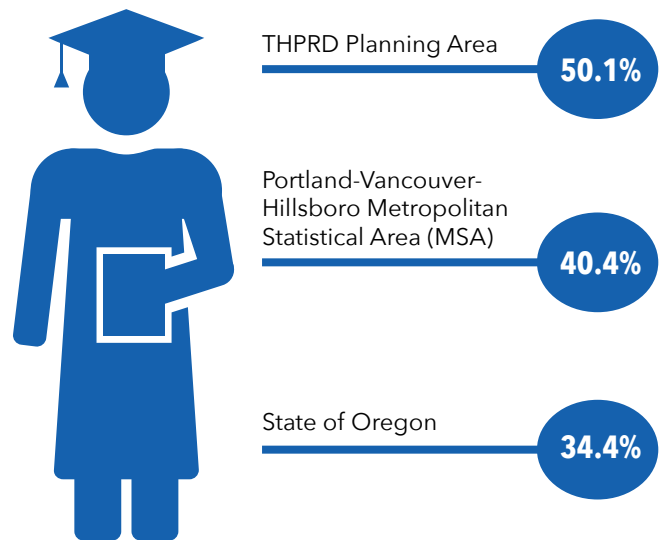 THPRD Planning Area
50.1%
Portland-Vancouver-
Hillsboro Metropolitan
Statistical Area (MSA)
40.4%
State of Oregon
34.4%